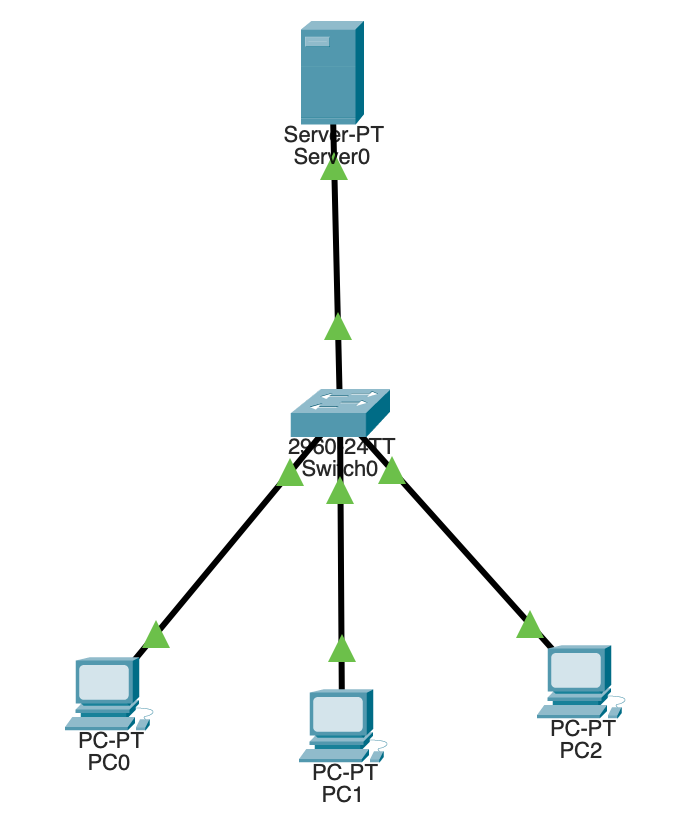 Server-PT
Server0
2960-24TT
Switch0
PC-PT
PC0
PC-PT
PC1
PC-PT
PC2